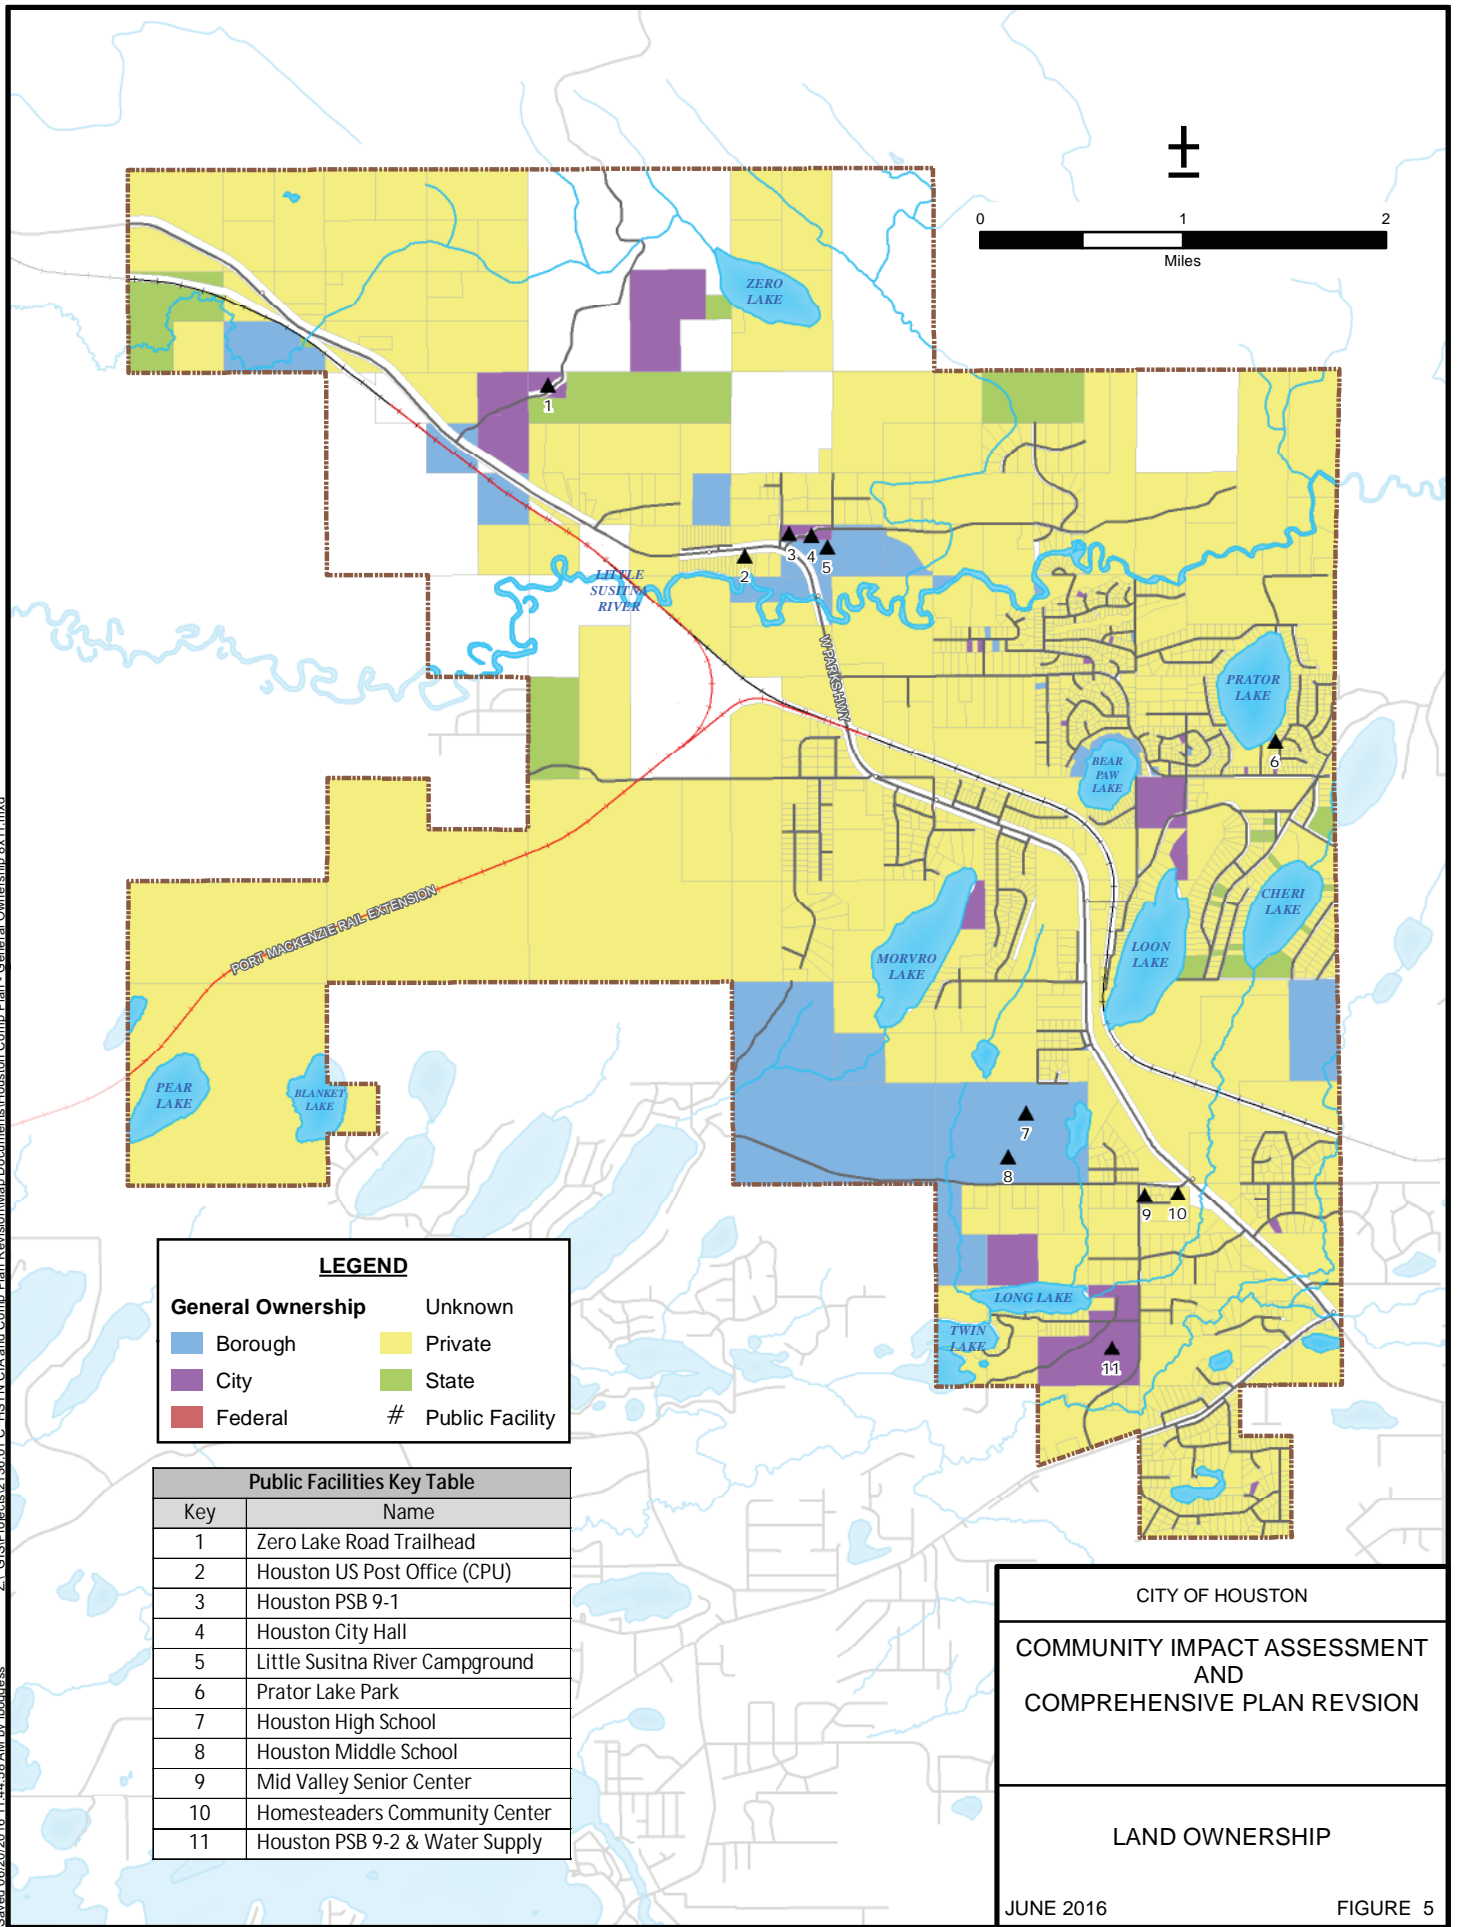 0 1 2
Miles
ZERO
LAKE
1
2
3
4
5
LITTLE
SUSITNA
RIVER
W PARKS HWY
PRATOR
LAKE
6
BEAR
PAW
LAKE
CHERI
LAKE
LOON
LAKE
MORVRO
LAKE
PORT MACKENZIE RAIL EXTENSION
PEAR
LAKE
BLANKET
LAKE
7
8
9
10
LONG LAKE
TWIN
LAKE
11
LEGEND
General Ownership
Unknown
Borough
Private
City
State
Federal
# Public Facility
Public Facilities Key Table
Key Name
1 Zero Lake Road Trailhead
2 Houston US Post Office (CPU)
3 Houston PSB 9-1
4 Houston City Hall
5 Little Susitna River Campground
6 Prator Lake Park
7 Houston High School
8 Houston Middle School
9 Mid Valley Senior Center
10 Homesteaders Community Center
11 Houston PSB 9-2 & Water Supply
CITY OF HOUSTON
COMMUNITY IMPACT ASSESSMENT
AND
COMPREHENSIVE PLAN REVSION
LAND OWNERSHIP
JUNE 2016 FIGURE 5